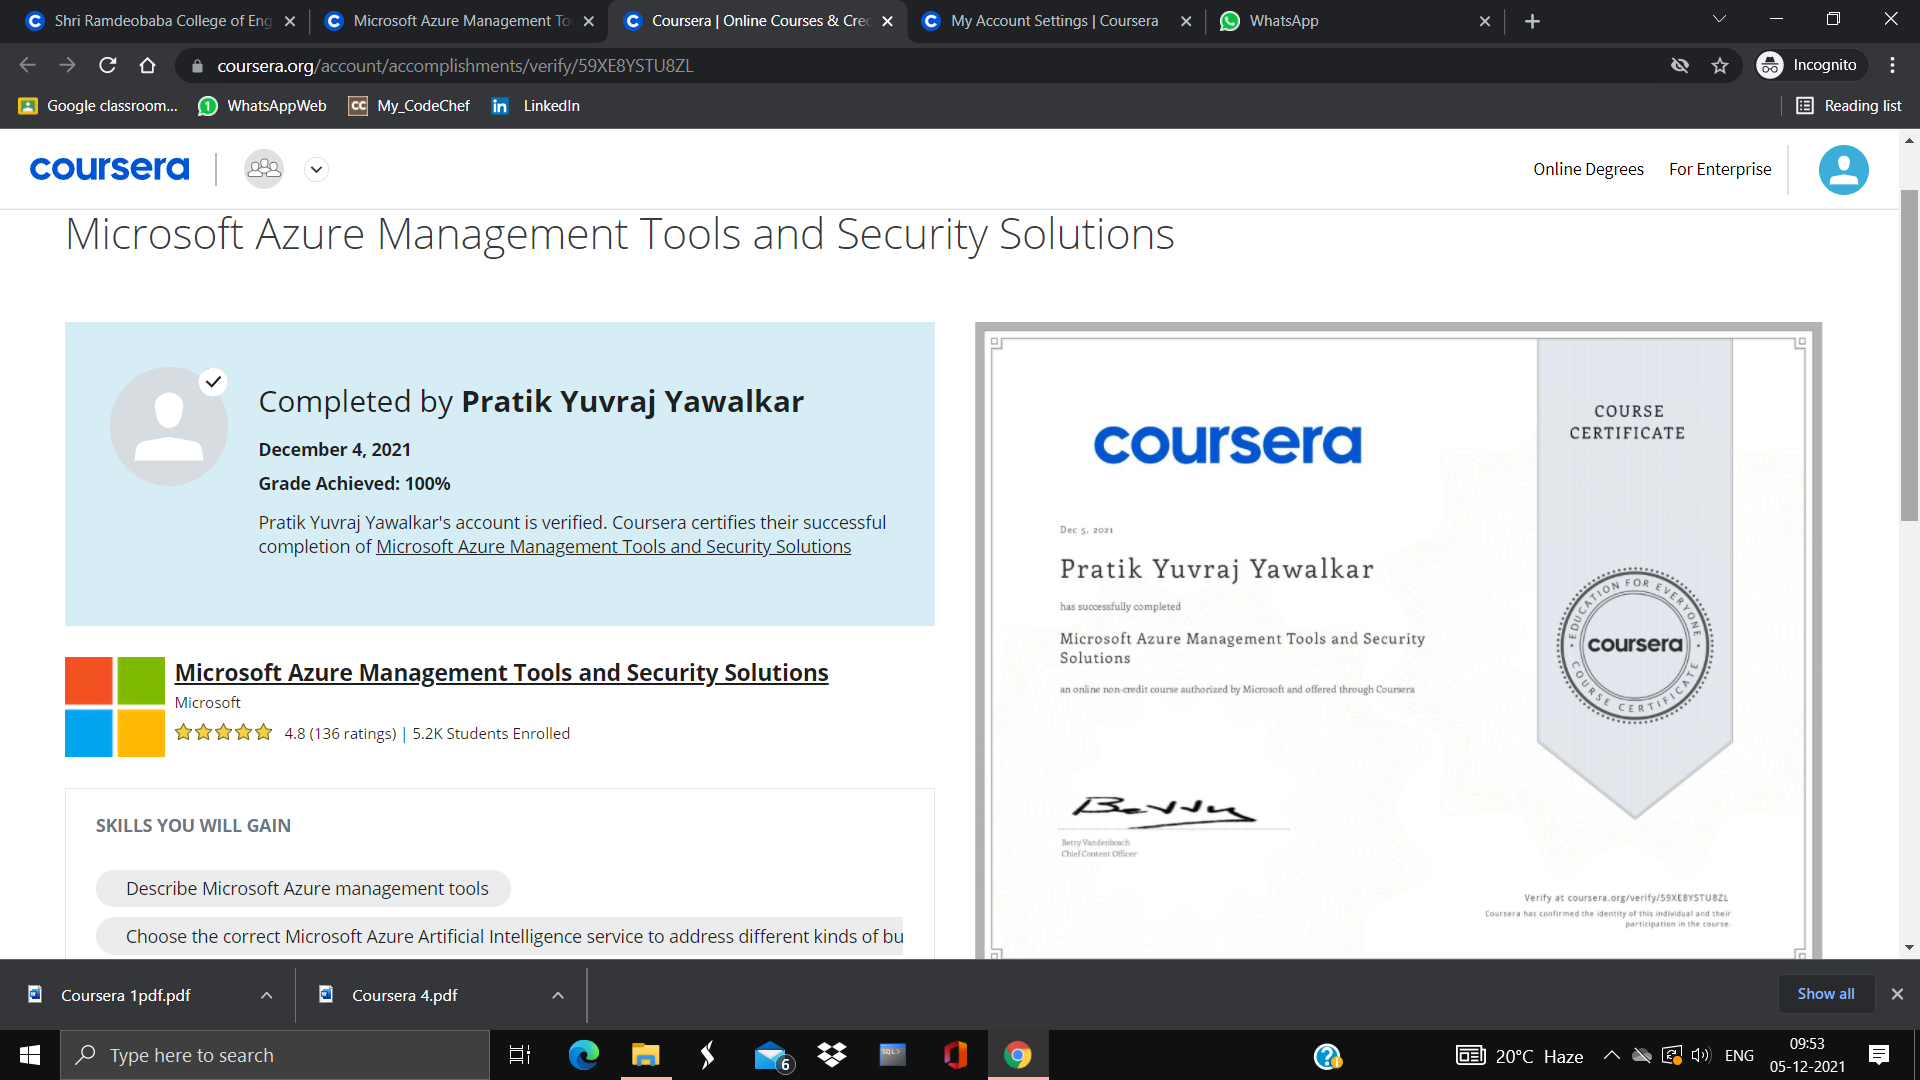 Shri Ramdeobaba College of Eng
Microsoft Azure Management To
Coursera | Online Courses & Cre
My Account Settings | Coursera
WhatsApp
coursera.org/account/accomplishments/verify/59XE8YSTU8ZL
Incognito
Google classroom...
WhatsAppWeb
CC
My_CodeChef
in
LinkedIn
Reading list
coursera
Online Degrees
For Enterprise
Microsoft Azure Management Tools and Security Solutions
Completed by Pratik Yuvraj Yawalkar
December 4, 2021
Grade Achieved: 100%
Pratik Yuvraj Yawalkar's account is verified. Coursera certifies their successful
completion of Microsoft Azure Management Tools and Security Solutions
Microsoft Azure Management Tools and Security Solutions
Microsoft
4.8 (136 ratings) | 5.2K Students Enrolled
SKILLS YOU WILL GAIN
Describe Microsoft Azure management tools
Choose the correct Microsoft Azure Artificial Intelligence service to address different kinds of bu
coursera
COURSE
CERTIFICATE
Dec 5, 2021
Pratik Yuvraj Yawalkar
has successfully completed
Microsoft Azure Management Tools and Security
Solutions
an online non-credit course authorized by Microsoft and offered through Coursera
EDUCATION FOR EVERYONE
coursera
COURSE CERTIFICATE
Betty Vandenbosch
Chief Content Officer
Verify at coursera.org/verify/59XE8YSTU8ZL
Coursera has confirmed the identity of this individual and their
participation in the course.
Coursera 1pdf.pdf
Coursera 4.pdf
Show all
Type here to search
6
SQL>
20°C Haze
ENG
09:53
05-12-2021